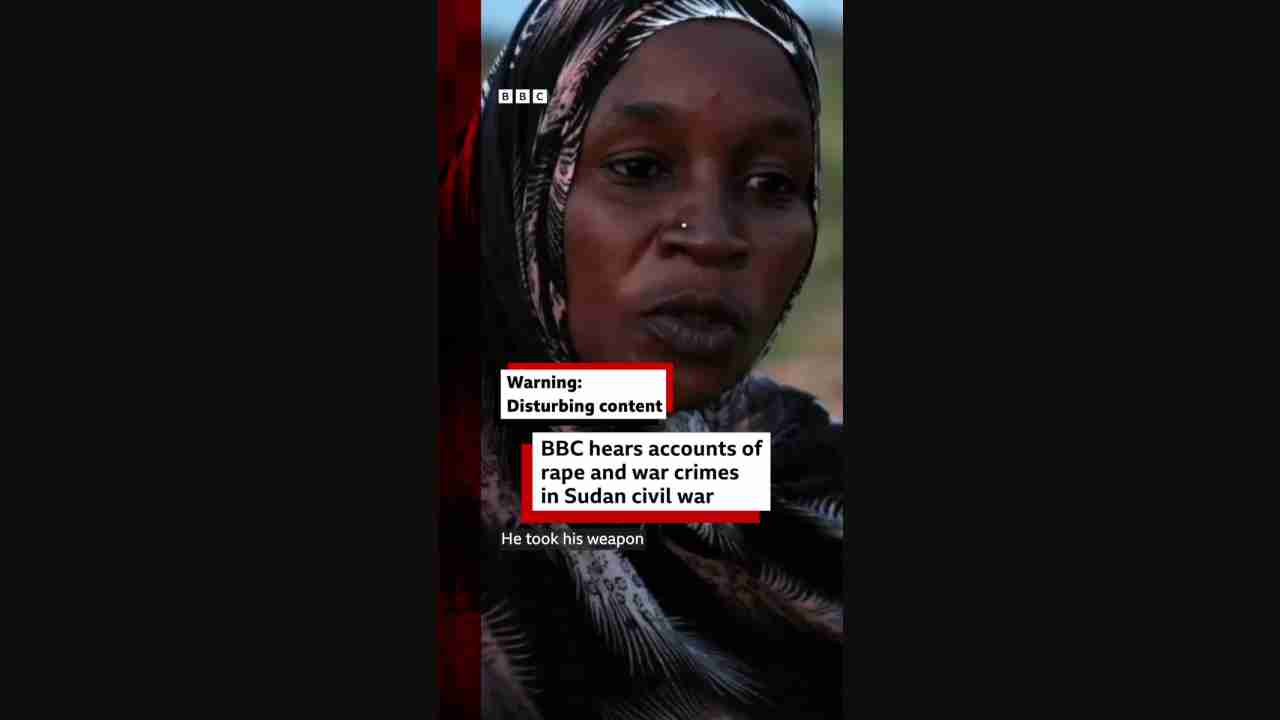 BBC
Warning:
Disturbing content
BBC hears accounts of
rape and war crimes
in Sudan civil war
He took his weapon